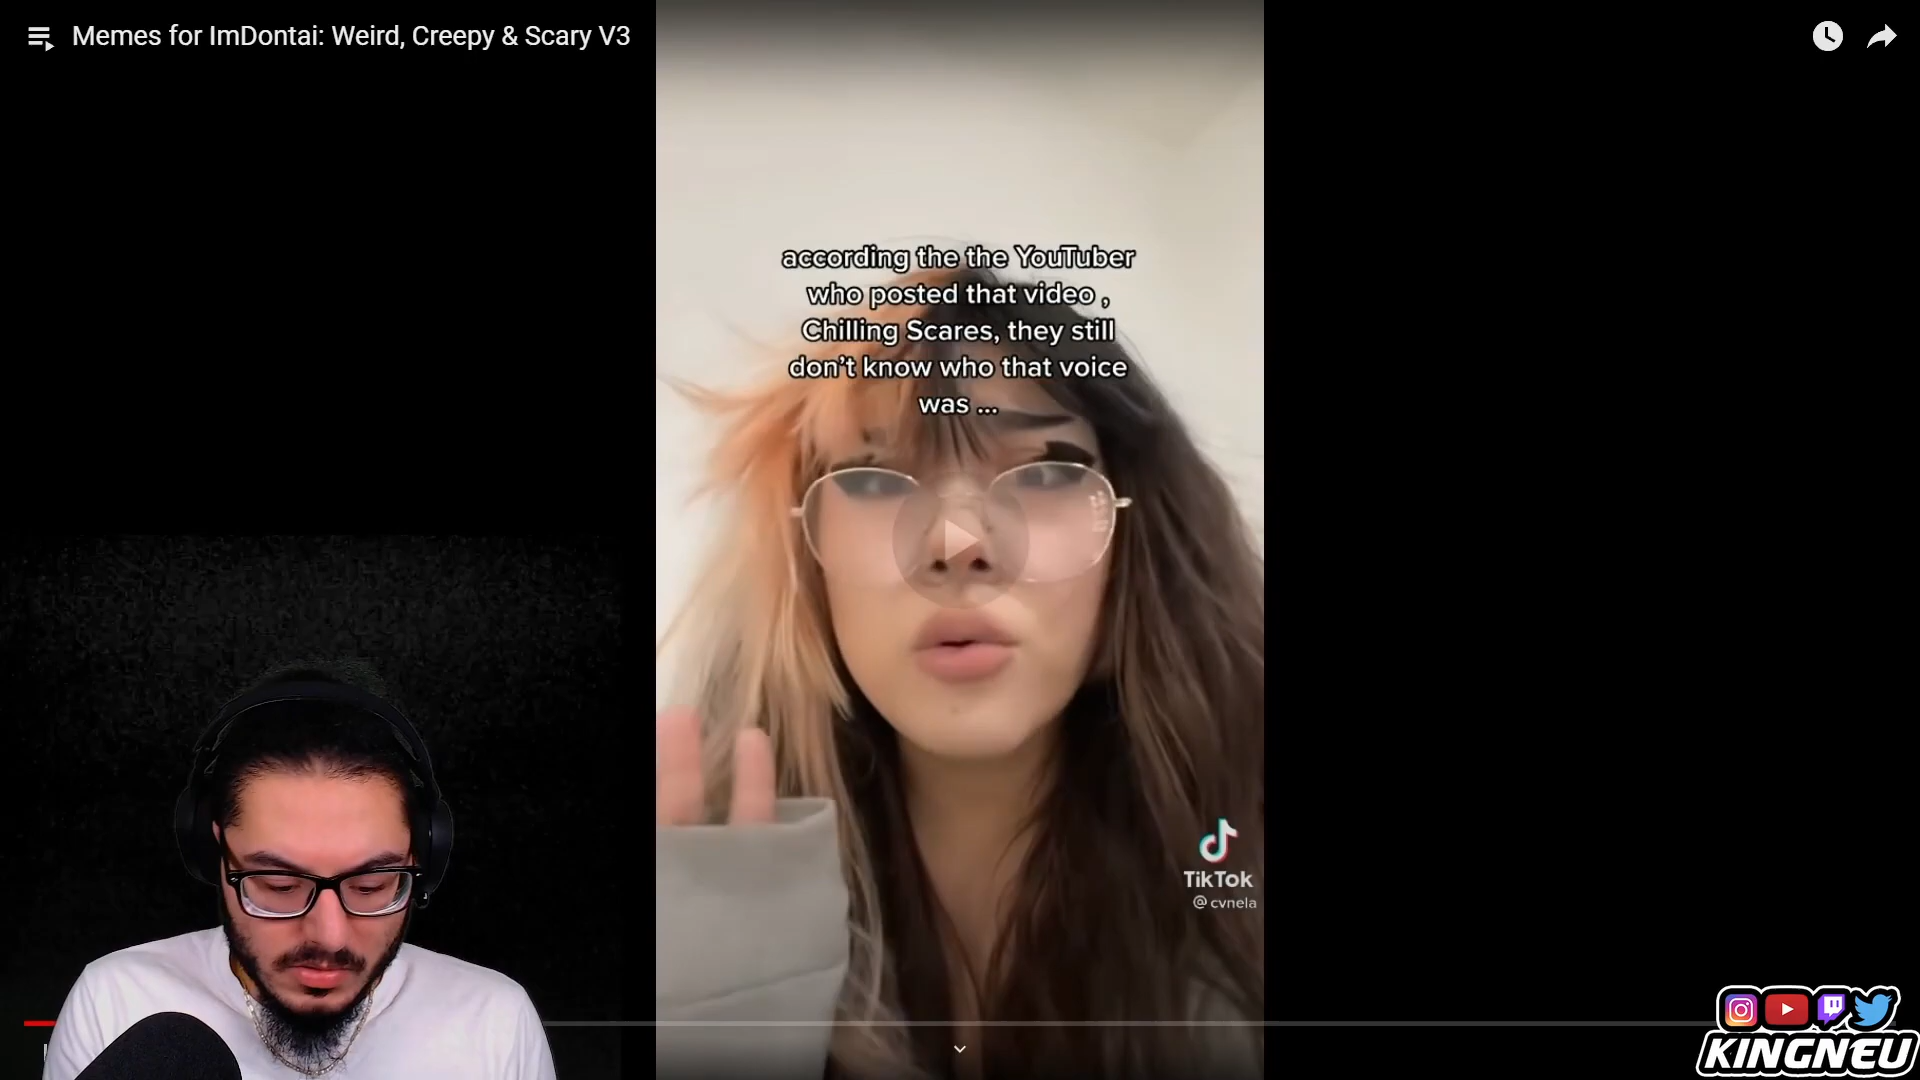 Memes for ImDontai: Weird, Creepy & Scary V3
according the the YouTuber
who posted that video ,
Chilling Scares, they still
don't know who that voice
was ...
TikTok
@cvnela
KINGNEU